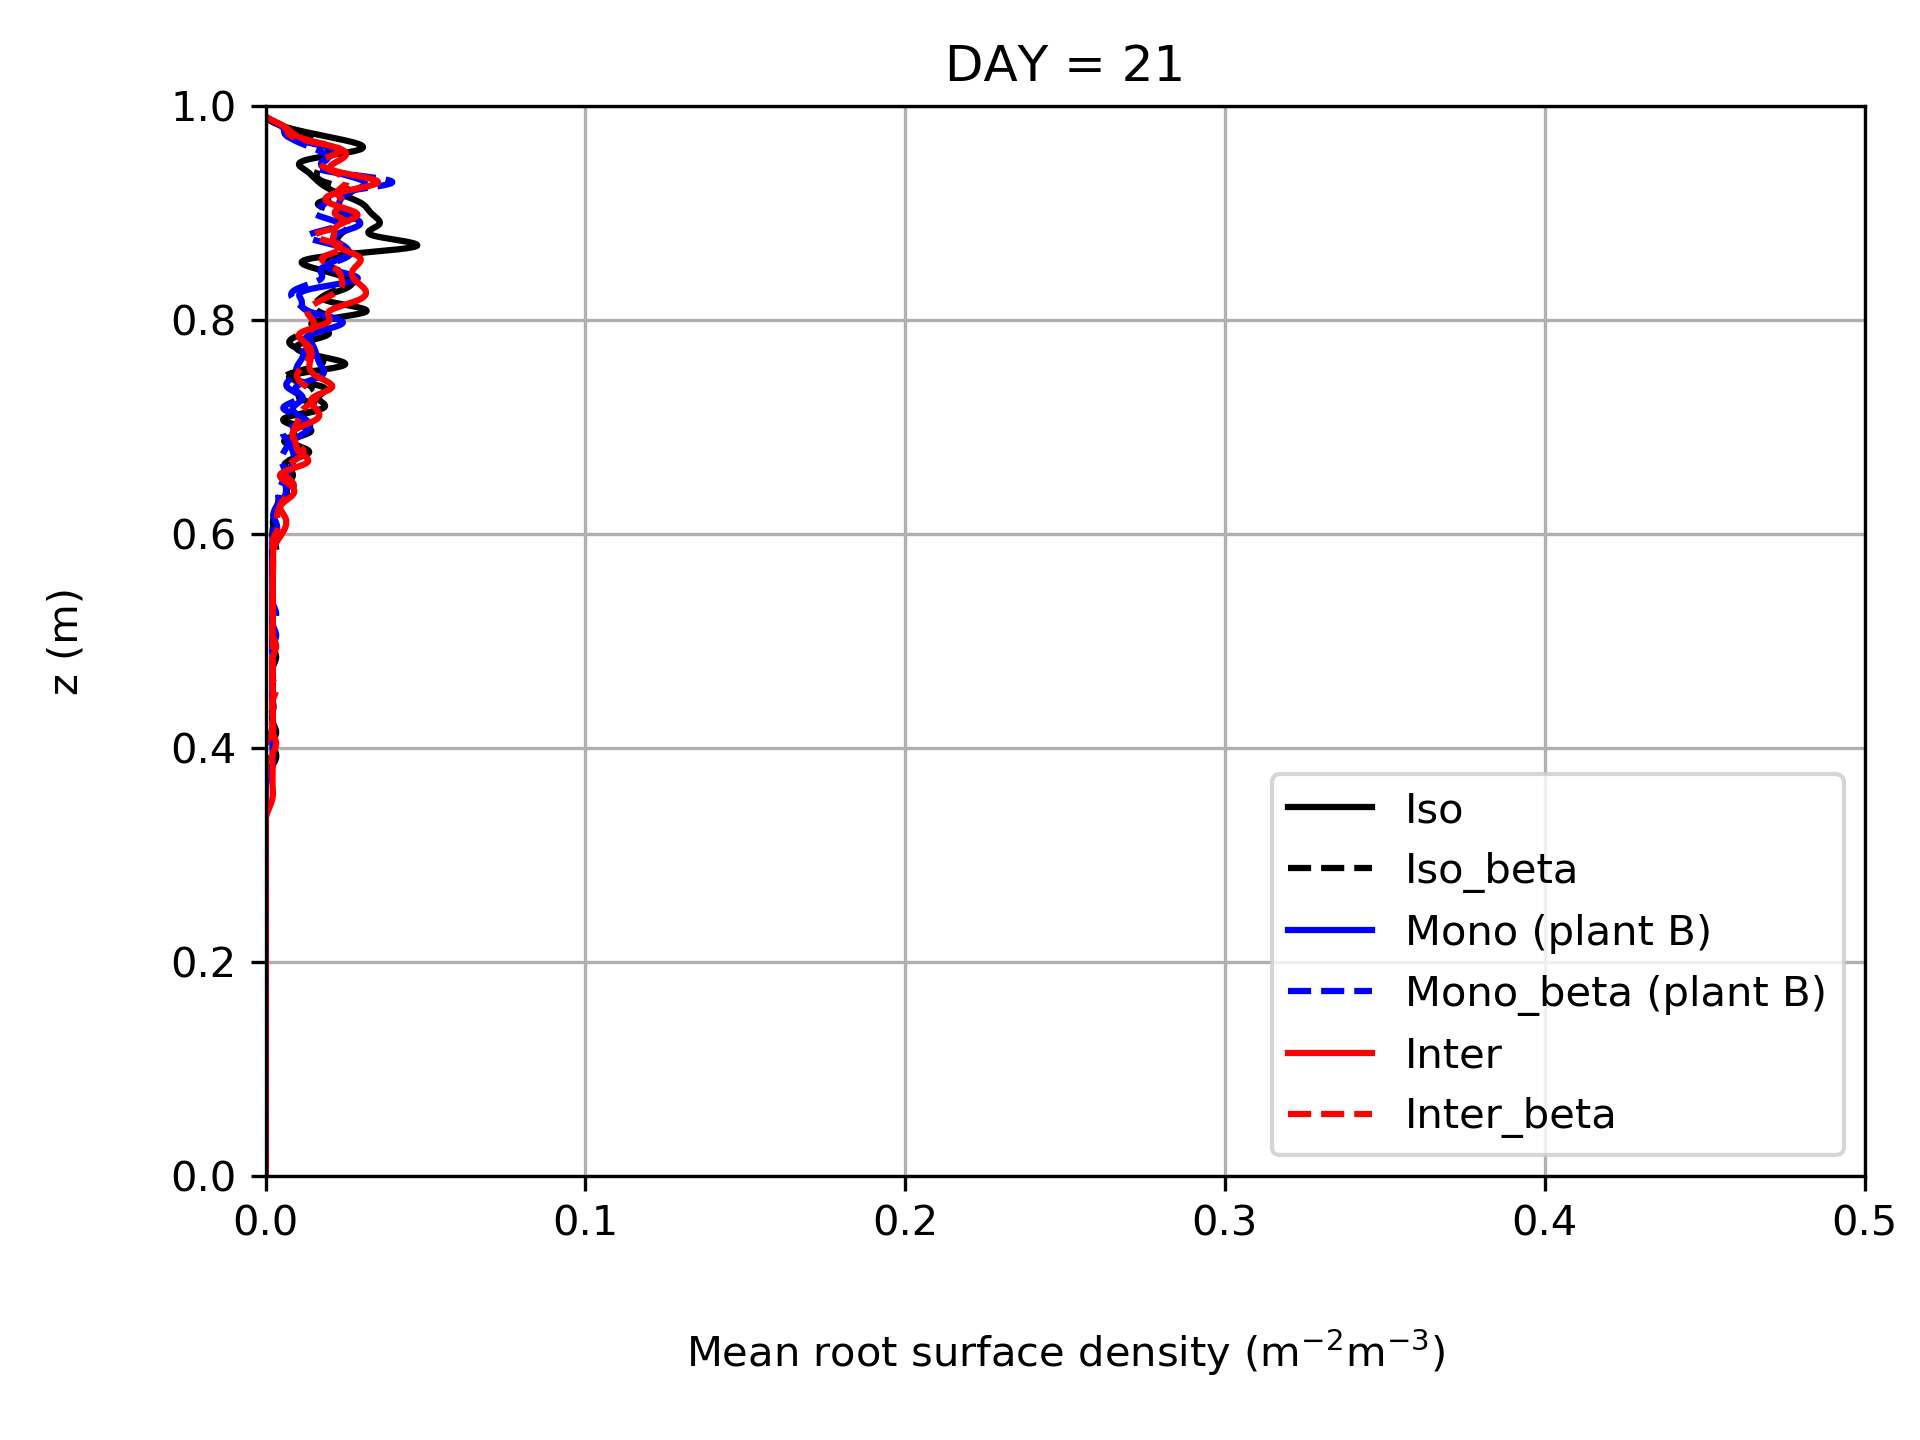 DAY = 21
1.0
0.8
0.6
0.4
0.2
0.0
z (m)
0.0 0.1 0.2 0.3 0.4 0.5
Mean root surface density (m⁻²m⁻³)
Iso
Iso_beta
Mono (plant B)
Mono_beta (plant B)
Inter
Inter_beta